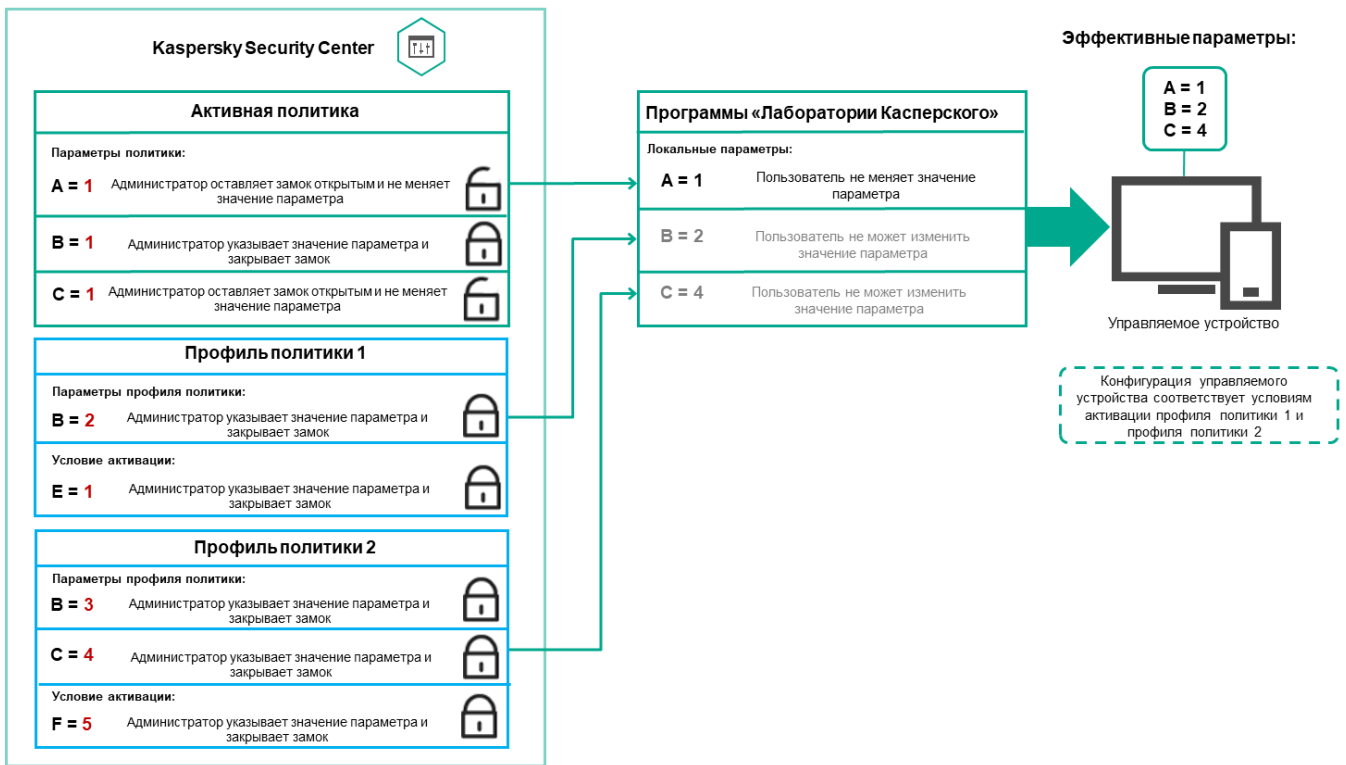 Kaspersky Security Center
Активная политика
Параметры политики:
A = 1
Администратор оставляет замок открытым и не меняет
значение параметра
B = 1
Администратор указывает значение параметра и
закрывает замок
C = 1
Администратор оставляет замок открытым и не меняет
значение параметра
Профиль политики 1
Параметры профиля политики:
B = 2
Администратор указывает значение параметра и
закрывает замок
Условие активации:
E = 1
Администратор указывает значение параметра и
закрывает замок
Профиль политики 2
Параметры профиля политики:
B = 3
Администратор указывает значение параметра и
закрывает замок
C = 4
Администратор указывает значение параметра и
закрывает замок
Условие активации:
F = 5
Администратор указывает значение параметра и
закрывает замок
Программы «Лаборатории Касперского»
Локальные параметры:
A = 1
Пользователь не меняет значение
параметра
B = 2
Пользователь не может изменить
значение параметра
C = 4
Пользователь не может изменить
значение параметра
Эффективные параметры:
A = 1
B = 2
C = 4
Управляемое устройство
Конфигурация управляемого
устройства соответствует условиям
активации профиля политики 1 и
профиля политики 2